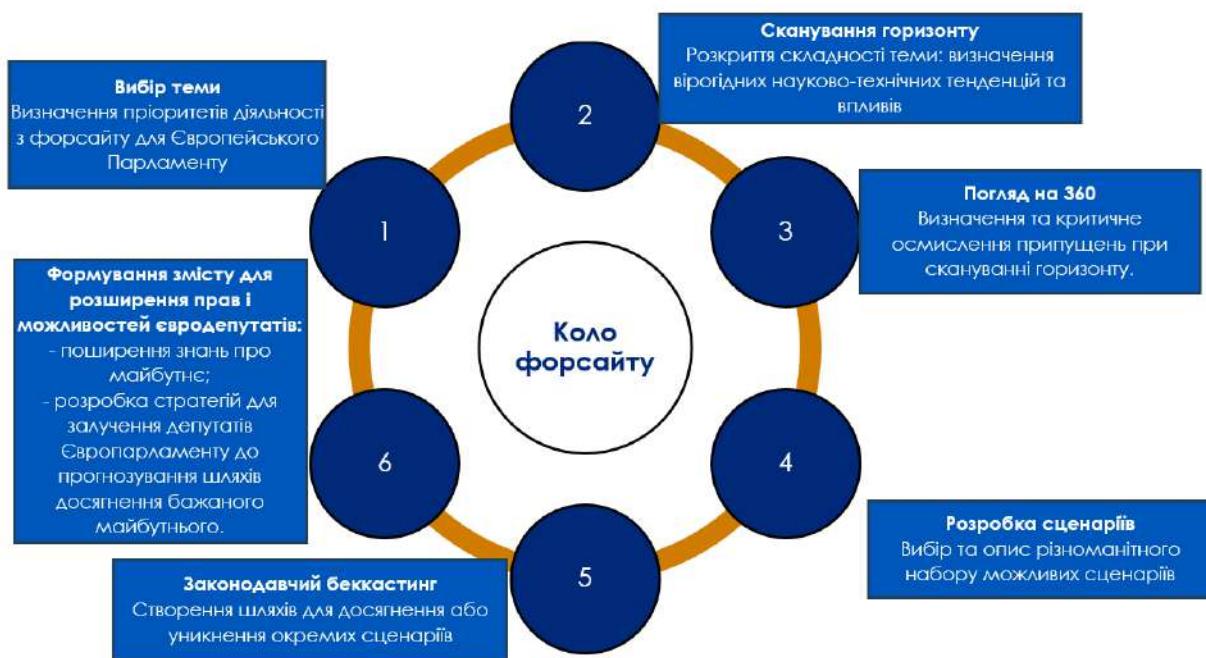 1
Вибір теми
Визначення пріоритетів діяльності
з форсайту для Європейського
Парламенту
2
Сканування горизонту
Розкриття складності теми: визначення
вірогідних науково-технічних тенденцій та
впливів
3
Погляд на 360
Визначення та критичне
осмислення припущень при
скануванні горизонту.
4
Розробка сценаріїв
Вибір та опис різноманітного
набору можливих сценаріїв
5
Законодавчий беккастинг
Створення шляхів для досягнення або
уникнення окремих сценаріїв
6
Формування змісту для
розширення прав і
можливостей євродепутатів:
- поширення знань про
майбутнє;
- розробка стратегій для
залучення депутатів
Європарламенту до
прогнозування шляхів
досягнення бажаного
майбутнього.
Коло
форсайту